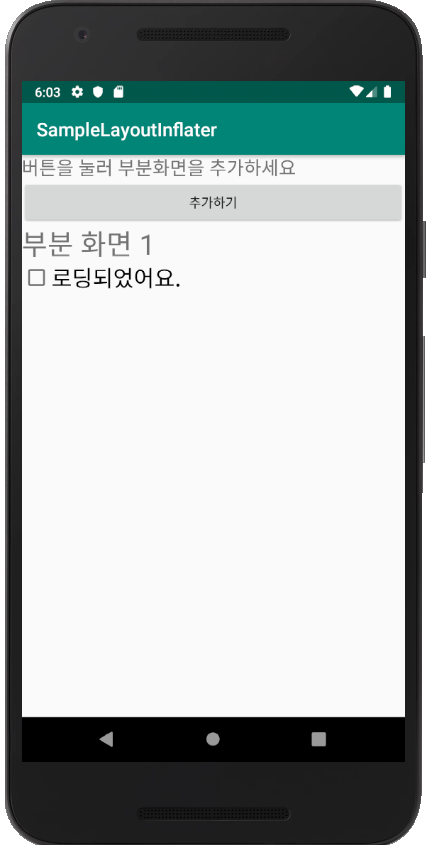 6:03
SampleLayoutInflater
버튼을 눌러 부분화면을 추가하세요
추가하기
부분 화면 1
로딩되었어요.